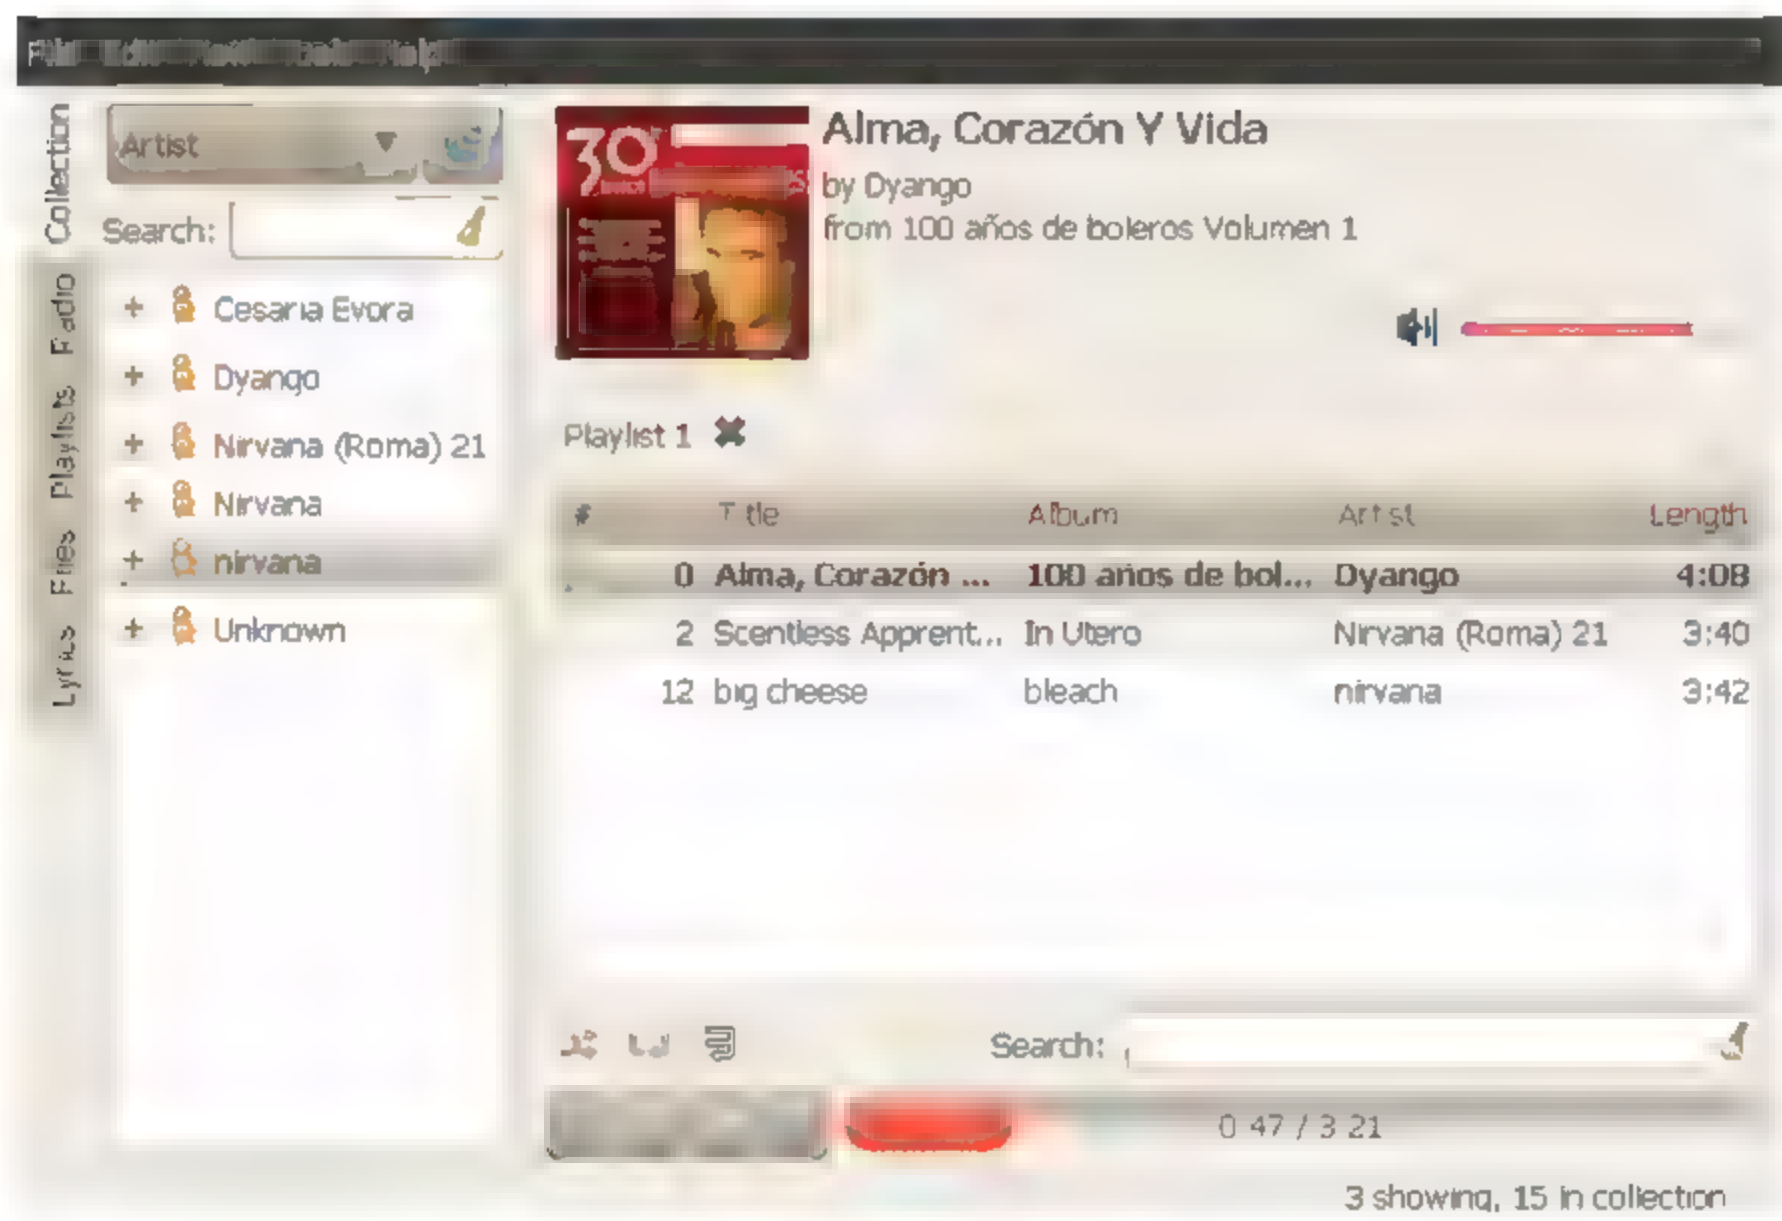 Collection
Radio
Playlists
Files
Lyrics
Artist
Search:
Cesaria Evora
Dyango
Nirvana (Roma) 21
Nirvana
nirvana
Unknown
30
Alma, Corazón Y Vida
by Dyango
from 100 años de boleros Volumen 1
Playlist 1
# Title Album Artist Length
0 Alma, Corazón ... 100 años de bol... Dyango 4:08
2 Scentless Apprent... In Utero Nirvana (Roma) 21 3:40
12 big cheese bleach nirvana 3:42
Search:
0:47 / 3:21
3 showing, 15 in collection